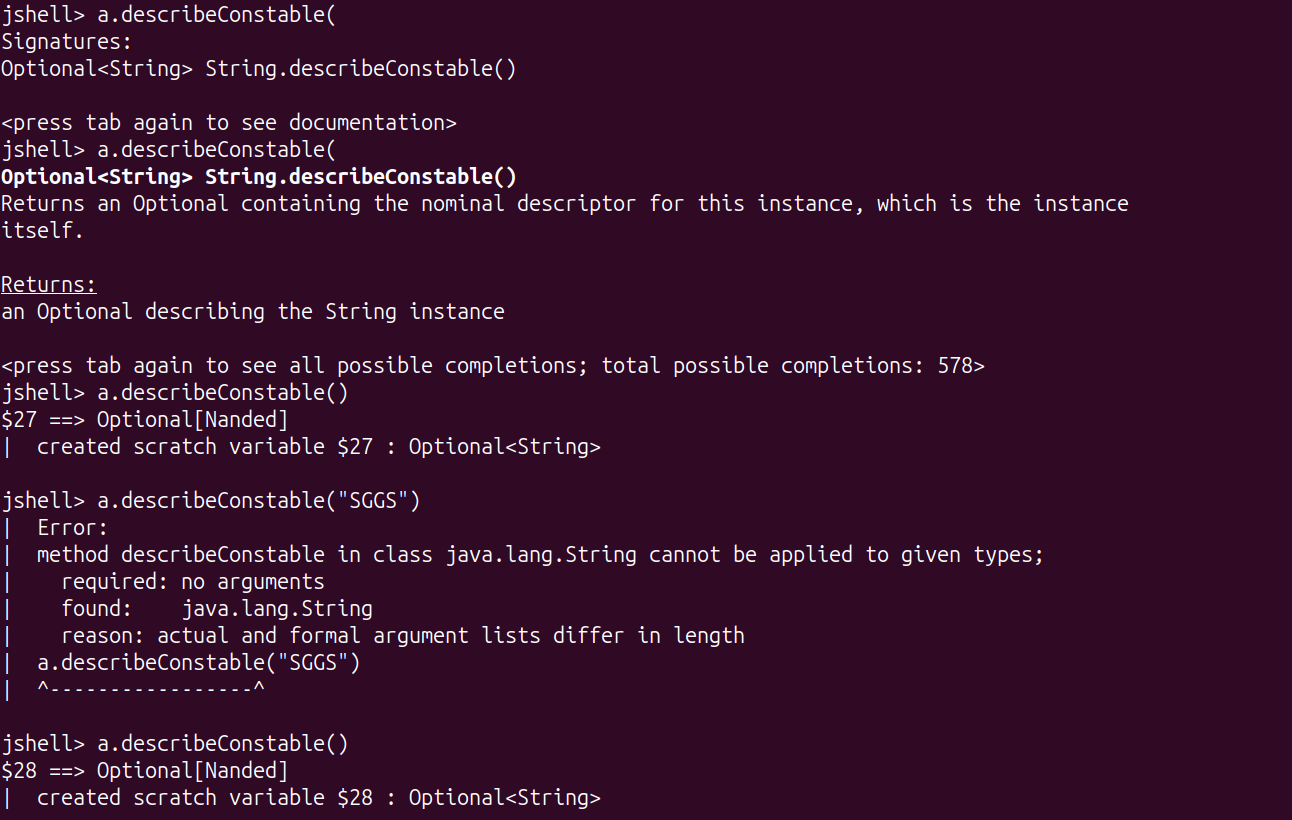 jshell> a.describeConstable(
Signatures:
Optional<String> String.describeConstable()

<press tab again to see documentation>
jshell> a.describeConstable(
Optional<String> String.describeConstable()
Returns an Optional containing the nominal descriptor for this instance, which is the instance
itself.

Returns:
an Optional describing the String instance

<press tab again to see all possible completions; total possible completions: 578>
jshell> a.describeConstable()
$27 ==> Optional[Nanded]
|  created scratch variable $27 : Optional<String>

jshell> a.describeConstable("SGGS")
|  Error:
|  method describeConstable in class java.lang.String cannot be applied to given types;
|    required: no arguments
|    found:    java.lang.String
|    reason: actual and formal argument lists differ in length
|  a.describeConstable("SGGS")
|  ^-----------------^

jshell> a.describeConstable()
$28 ==> Optional[Nanded]
|  created scratch variable $28 : Optional<String>